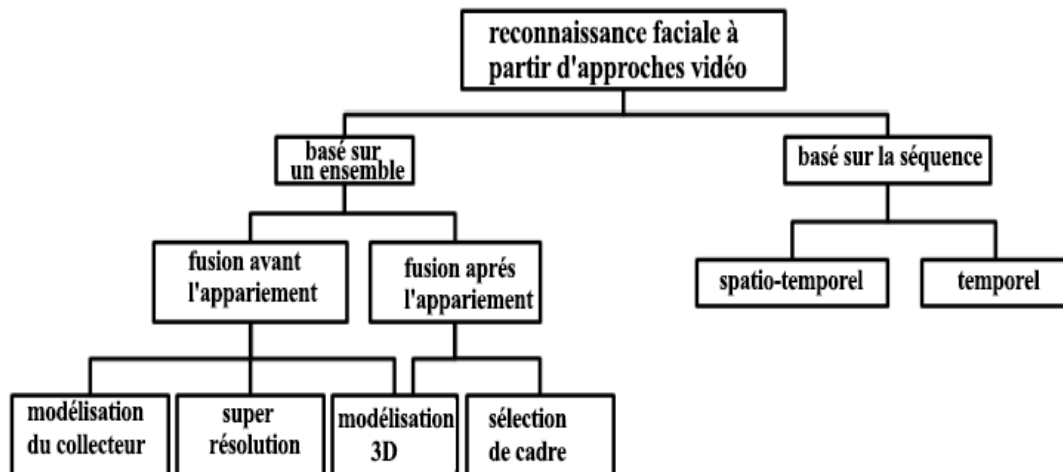 reconnaissance faciale à
partir d'approches vidéo
basé sur
un ensemble
basé sur la séquence
fusion avant
l'appariement
fusion aprés
l'appariement
spatio-temporel
temporel
modélisation
du collecteur
super
résolution
modélisation
3D
sélection
de cadre